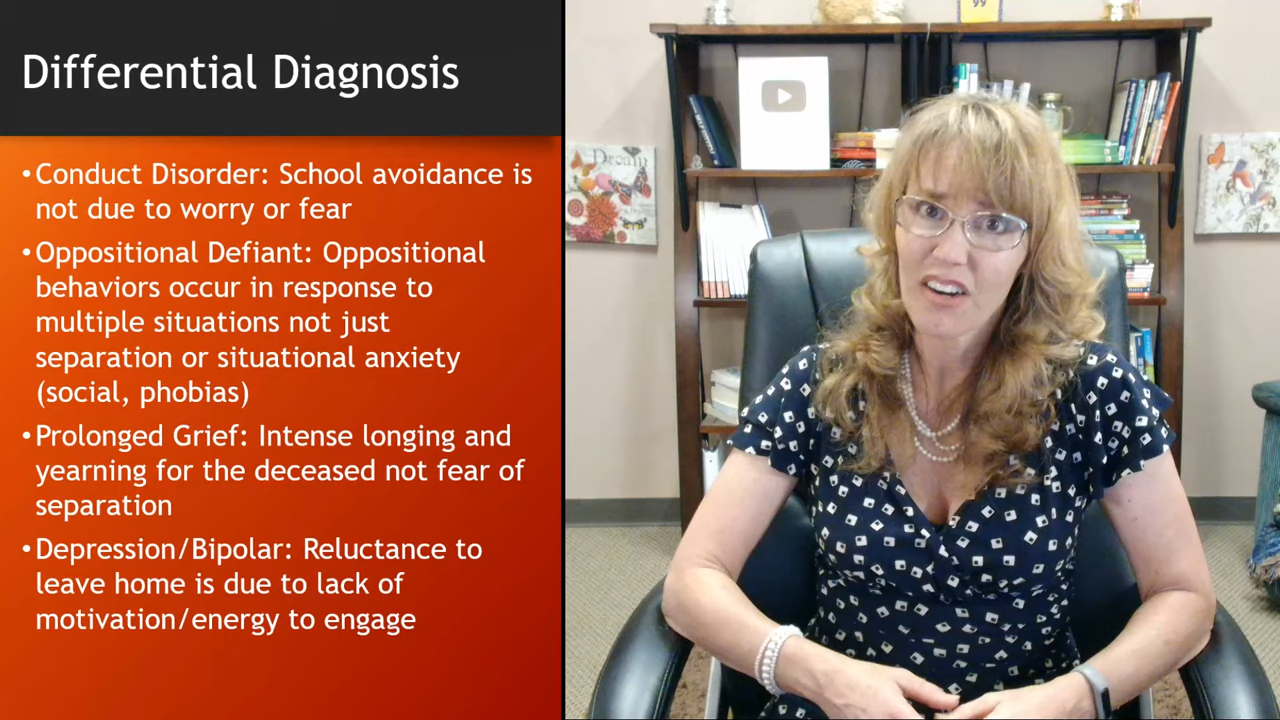 Differential Diagnosis
• Conduct Disorder: School avoidance is
not due to worry or fear
• Oppositional Defiant: Oppositional
behaviors occur in response to
multiple situations not just
separation or situational anxiety
(social, phobias)
• Prolonged Grief: Intense longing and
yearning for the deceased not fear of
separation
• Depression/Bipolar: Reluctance to
leave home is due to lack of
motivation/energy to engage
99
Dream